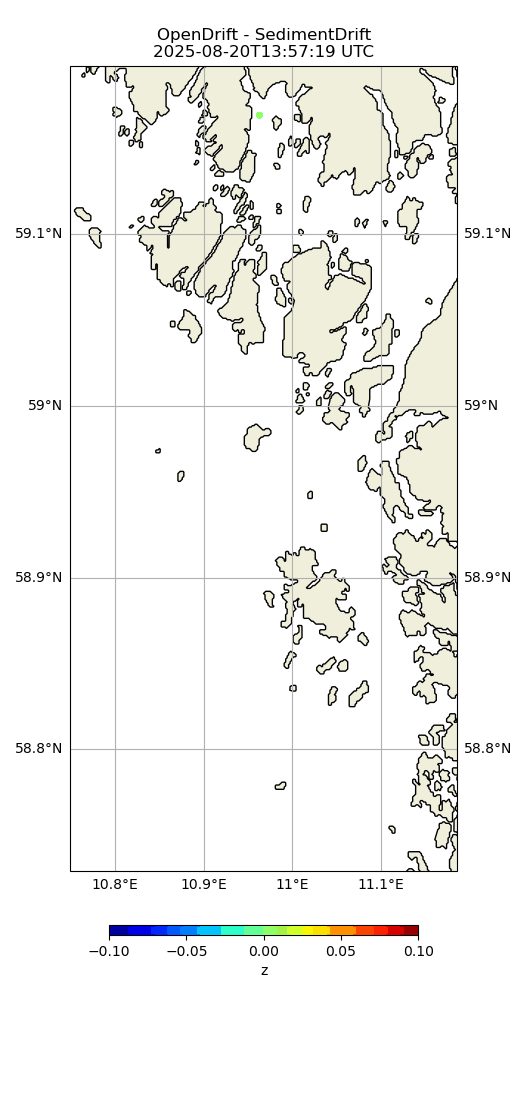 OpenDrift - SedimentDrift
2025-08-20T13:57:19 UTC
59.1°N 59.1°N
59°N 59°N
58.9°N 58.9°N
58.8°N 58.8°N
10.8°E 10.9°E 11°E 11.1°E
−0.10 −0.05 0.00 0.05 0.10
z